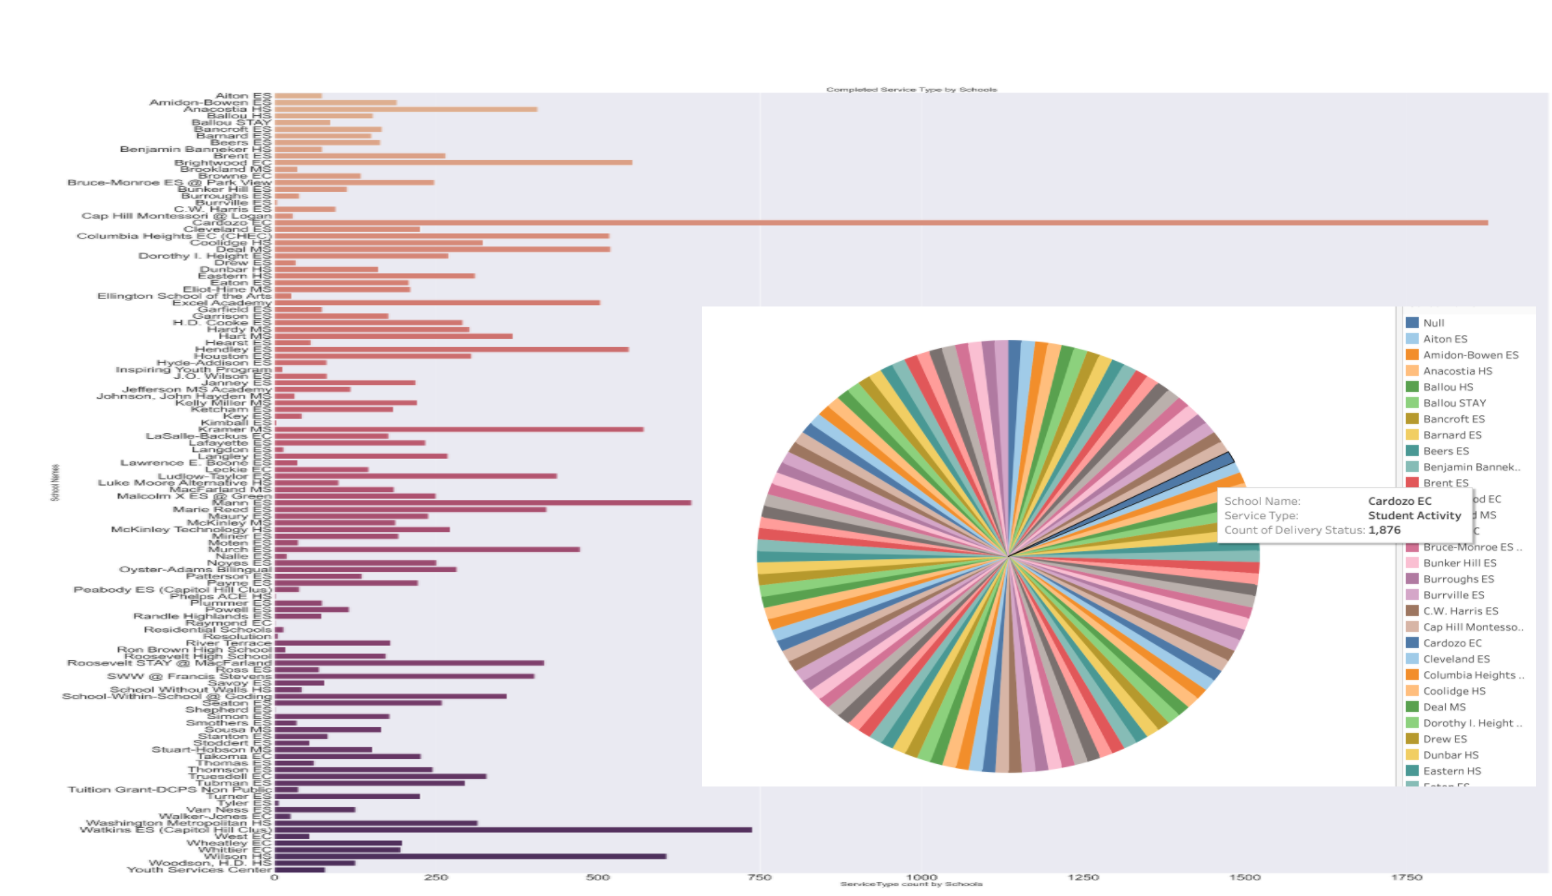 Completed Service Type by Schools
School Names
Aiton ES
Amidon-Bowen ES
Anacostia HS
Ballou HS
Ballou STAY
Bancroft ES
Barnard ES
Beers ES
Benjamin Banneker HS
Brent ES
Brightwood EC
Brookland MS
Browne EC
Bruce-Monroe ES @ Park View
Bunker Hill ES
Burroughs ES
Burrville ES
C.W. Harris ES
Cap Hill Montessori @ Logan
Cardozo EC
Cleveland ES
Columbia Heights EC (CHEC)
Coolidge HS
Deal MS
Dorothy I. Height ES
Drew ES
Dunbar HS
Eastern HS
Eaton ES
Eliot-Hine MS
Ellington School of the Arts
Excel Academy
Garfield ES
Garrison ES
H.D. Cooke ES
Hardy MS
Hart MS
Hearst ES
Hendley ES
Houston ES
Hyde-Addison ES
Inspiring Youth Program
J.O. Wilson ES
Janney ES
Jefferson MS Academy
Johnson, John Hayden MS
Kelly Miller MS
Ketcham ES
Key ES
Kimball ES
Kramer MS
LaSalle-Backus EC
Lafayette ES
Langdon ES
Langley ES
Lawrence E. Boone ES
Leckie EC
Ludlow-Taylor ES
Luke Moore Alternative HS
MacFarland MS
Malcolm X ES @ Green
Mann ES
Marie Reed ES
Maury ES
McKinley MS
McKinley Technology HS
Miner ES
Moten ES
Murch ES
Nalle ES
Noyes ES
Oyster-Adams Bilingual
Patterson ES
Payne ES
Peabody ES (Capitol Hill Clus)
Phelps ACE HS
Plummer ES
Powell ES
Randle Highlands ES
Raymond EC
Residential Schools
Resolution
River Terrace
Ron Brown High School
Roosevelt High School
Roosevelt STAY @ MacFarland
Ross ES
SWW @ Francis Stevens
Savoy ES
School Without Walls HS
School-Within-School @ Goding
Seaton ES
Shepherd ES
Simon ES
Smothers ES
Sousa MS
Stanton ES
Stoddert ES
Stuart-Hobson MS
Takoma EC
Thomas ES
Thomson ES
Truesdell EC
Tubman ES
Tuition Grant-DCPS Non Public
Turner ES
Tyler ES
Van Ness ES
Walker-Jones EC
Washington Metropolitan HS
Watkins ES (Capitol Hill Clus)
West EC
Wheatley EC
Whittier EC
Wilson HS
Woodson, H.D. HS
Youth Services Center
0 250 500 750 1000 1250 1500 1750
ServiceType count by Schools
Null
Aiton ES
Amidon-Bowen ES
Anacostia HS
Ballou HS
Ballou STAY
Bancroft ES
Barnard ES
Beers ES
Benjamin Bannek..
Brent ES
School Name: Cardozo EC
Service Type: Student Activity
Count of Delivery Status: 1,876
Bruce-Monroe ES ..
Bunker Hill ES
Burroughs ES
Burrville ES
C.W. Harris ES
Cap Hill Montesso..
Cardozo EC
Cleveland ES
Columbia Heights ..
Coolidge HS
Deal MS
Dorothy I. Height ..
Drew ES
Dunbar HS
Eastern HS